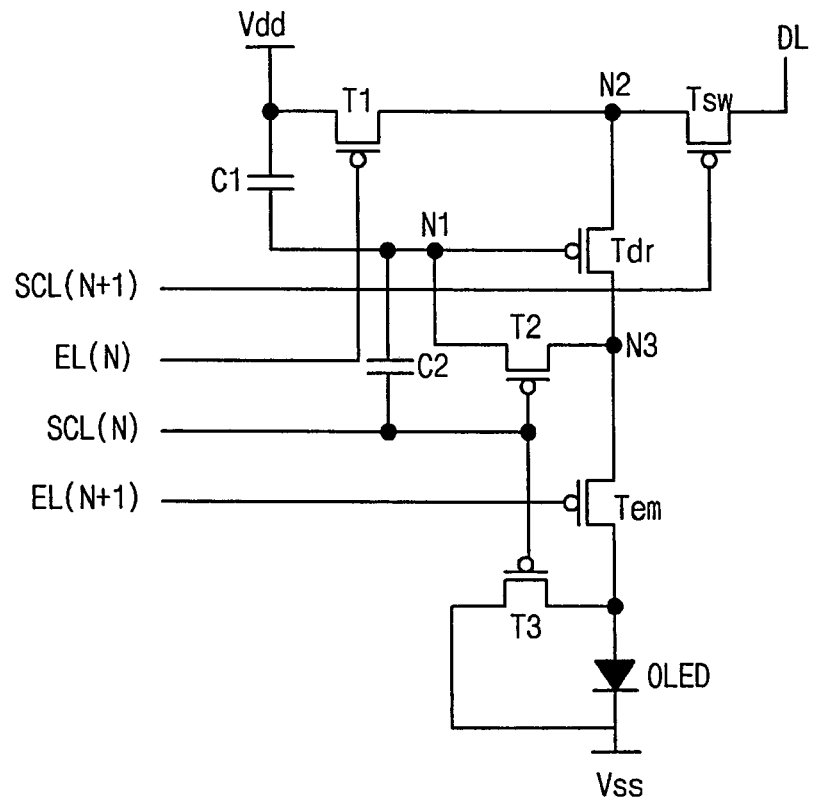 Vdd
DL
N2
T1
Tsw
C1
N1
Tdr
SCL(N+1)
T2
N3
EL(N)
C2
SCL(N)
EL(N+1)
Tem
T3
OLED
Vss